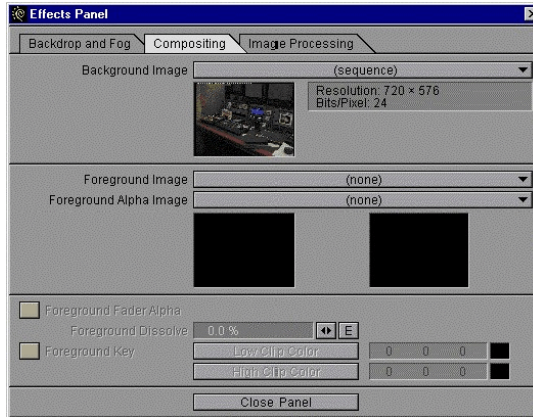 Effects Panel
Backdrop and Fog Compositing Image Processing
Background Image (sequence)
Resolution: 720 × 576
Bits/Pixel: 24
Foreground Image (none)
Foreground Alpha Image (none)
Foreground Fader Alpha
Foreground Dissolve 0.0 % E
Foreground Key Low Clip Color 0 0 0
High Clip Color 0 0 0
Close Panel